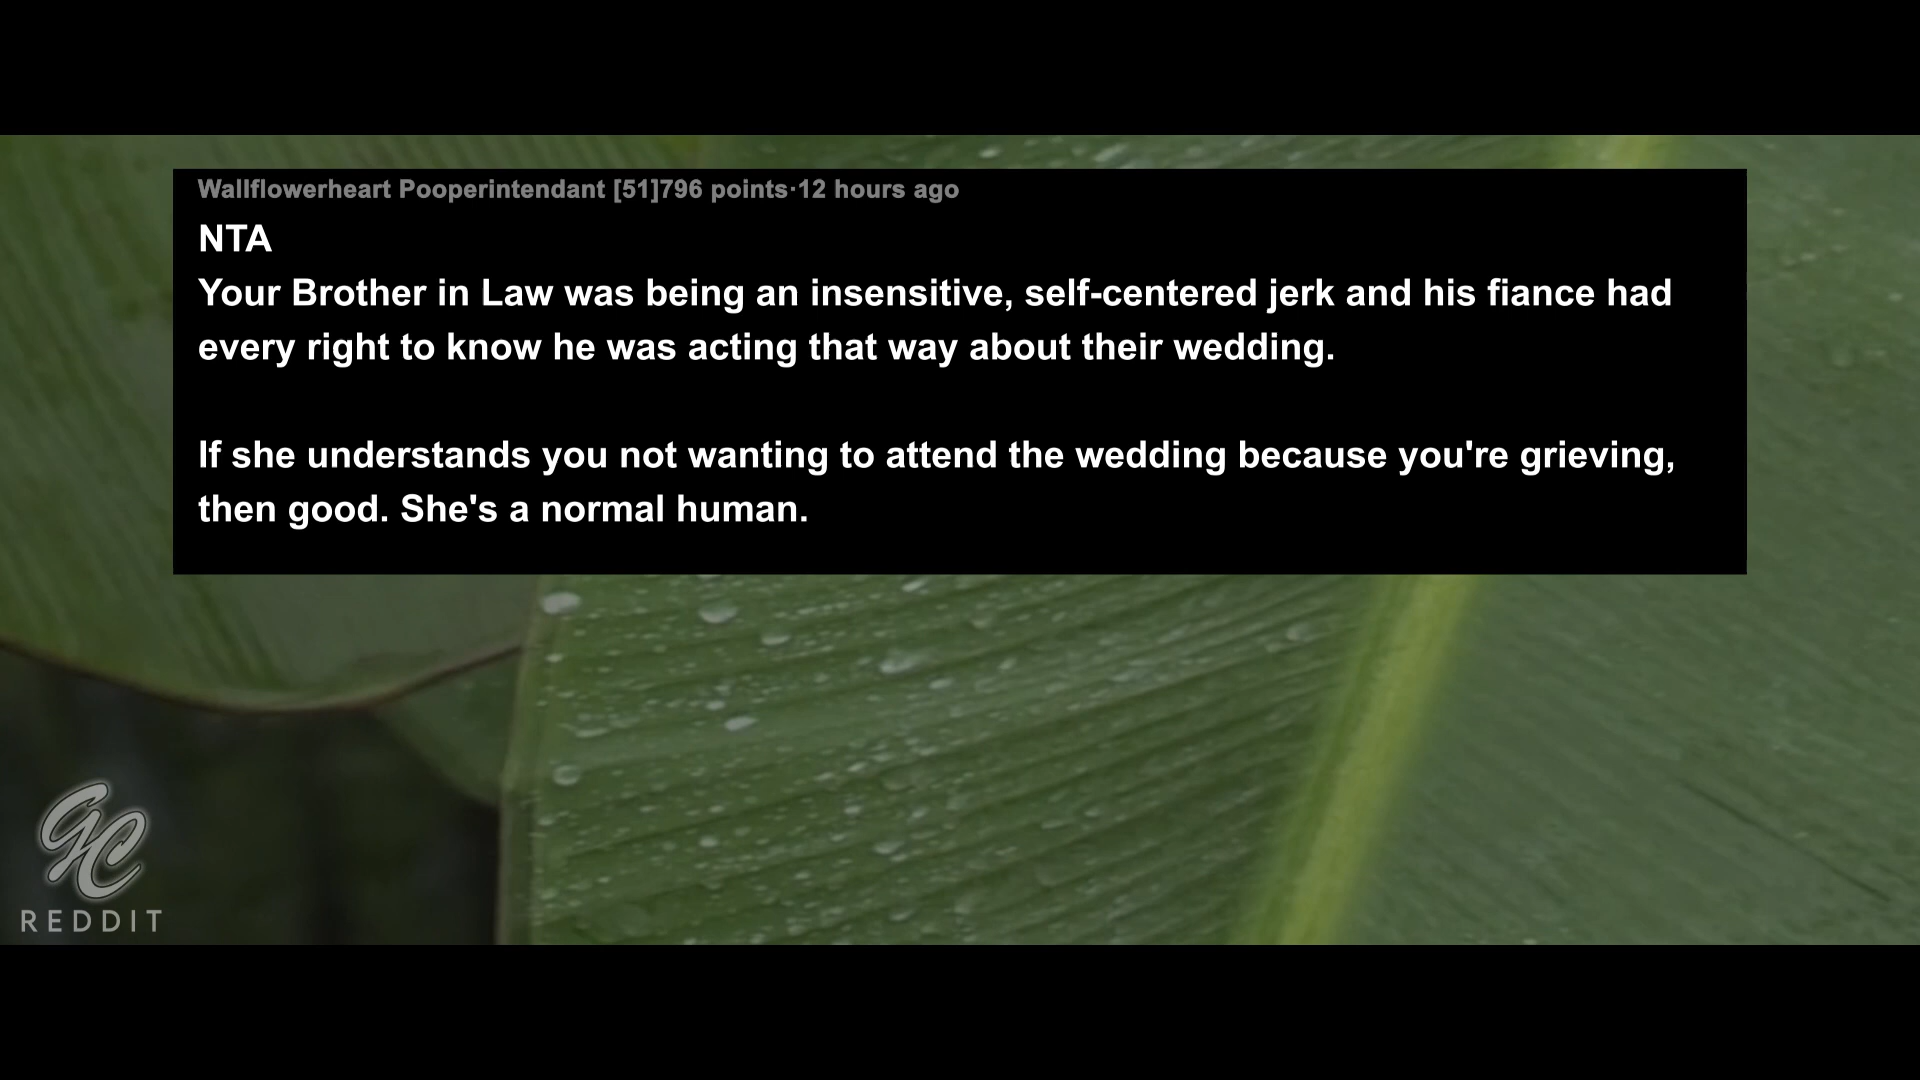 Wallflowerheart Pooperintendant [51]796 points·12 hours ago
NTA
Your Brother in Law was being an insensitive, self-centered jerk and his fiance had
every right to know he was acting that way about their wedding.
If she understands you not wanting to attend the wedding because you're grieving,
then good. She's a normal human.
GC
REDDIT